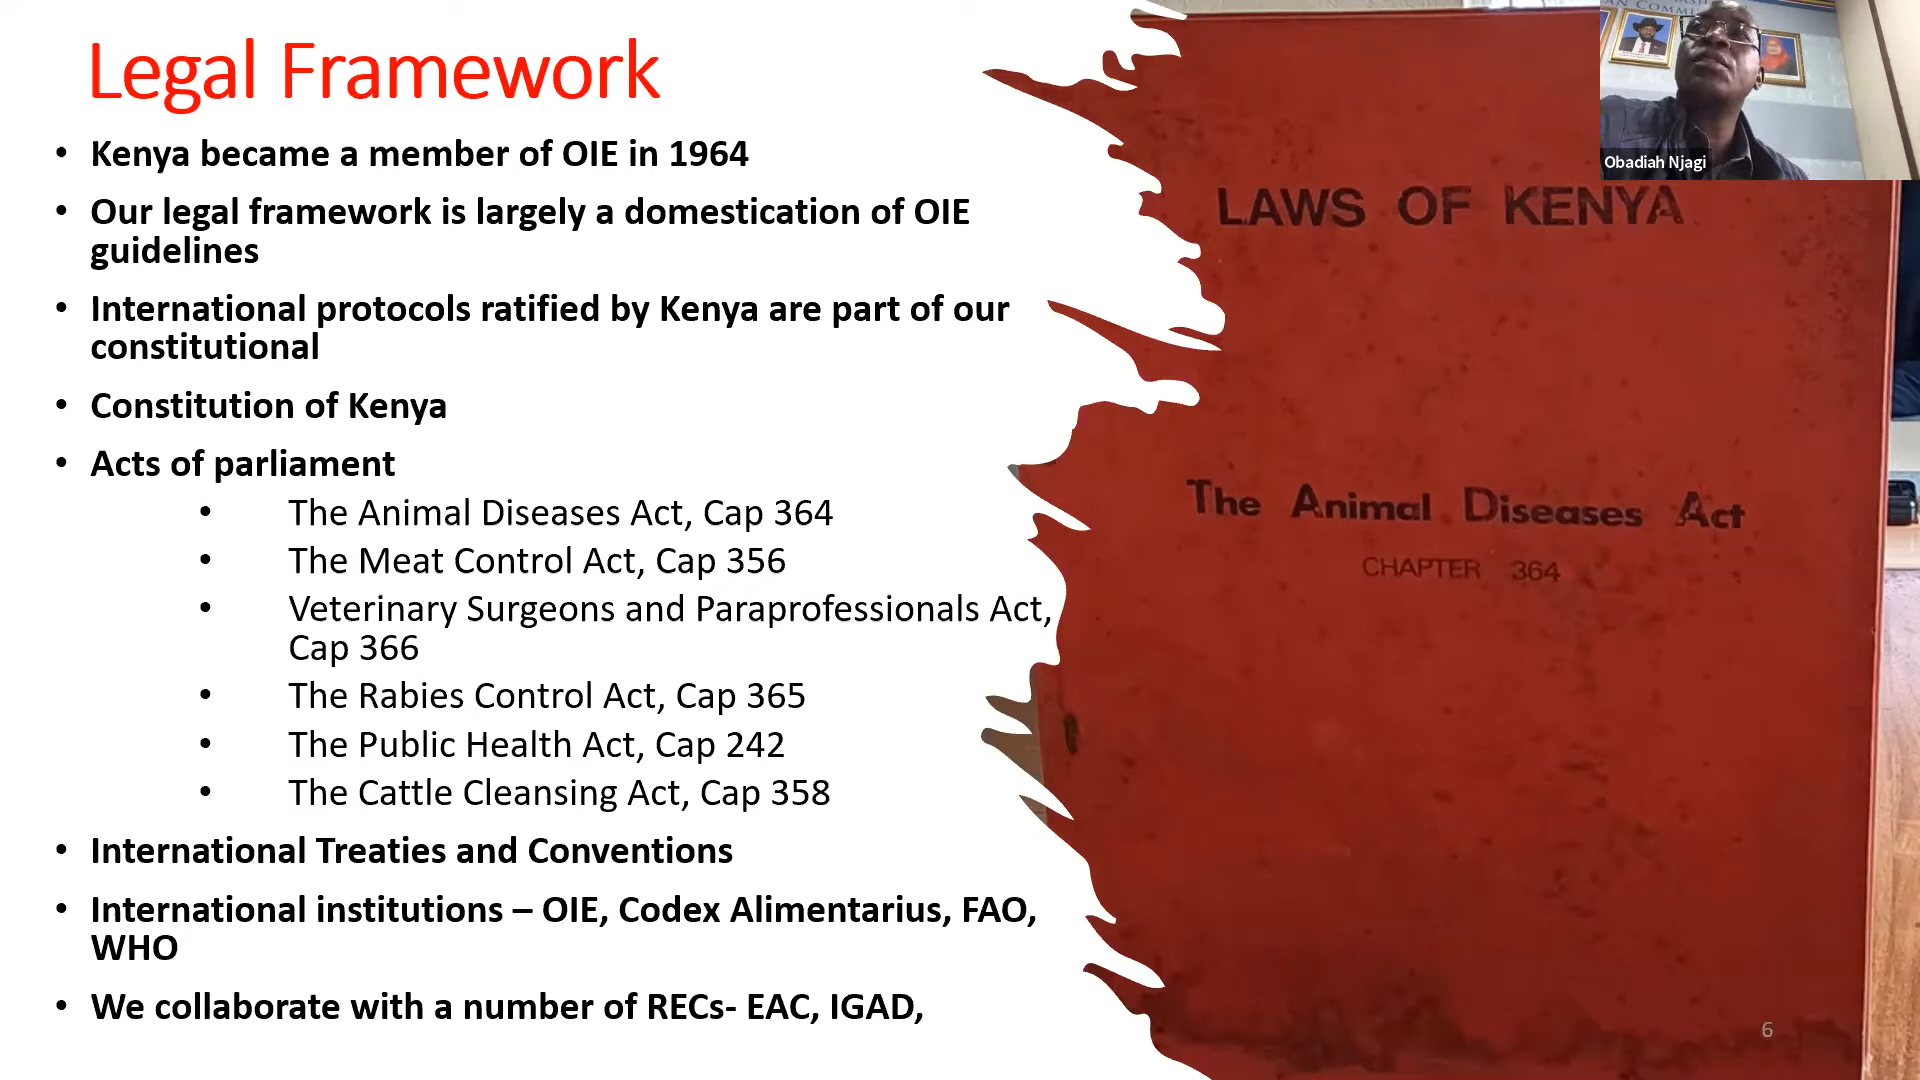 Legal Framework
• Kenya became a member of OIE in 1964
• Our legal framework is largely a domestication of OIE
guidelines
• International protocols ratified by Kenya are part of our
constitutional
• Constitution of Kenya
• Acts of parliament
• The Animal Diseases Act, Cap 364
• The Meat Control Act, Cap 356
• Veterinary Surgeons and Paraprofessionals Act,
Cap 366
• The Rabies Control Act, Cap 365
• The Public Health Act, Cap 242
• The Cattle Cleansing Act, Cap 358
• International Treaties and Conventions
• International institutions – OIE, Codex Alimentarius, FAO,
WHO
• We collaborate with a number of RECs- EAC, IGAD,
LAWS OF KENYA
The Animal Diseases Act
CHAPTER 364
6
Obadiah Njagi